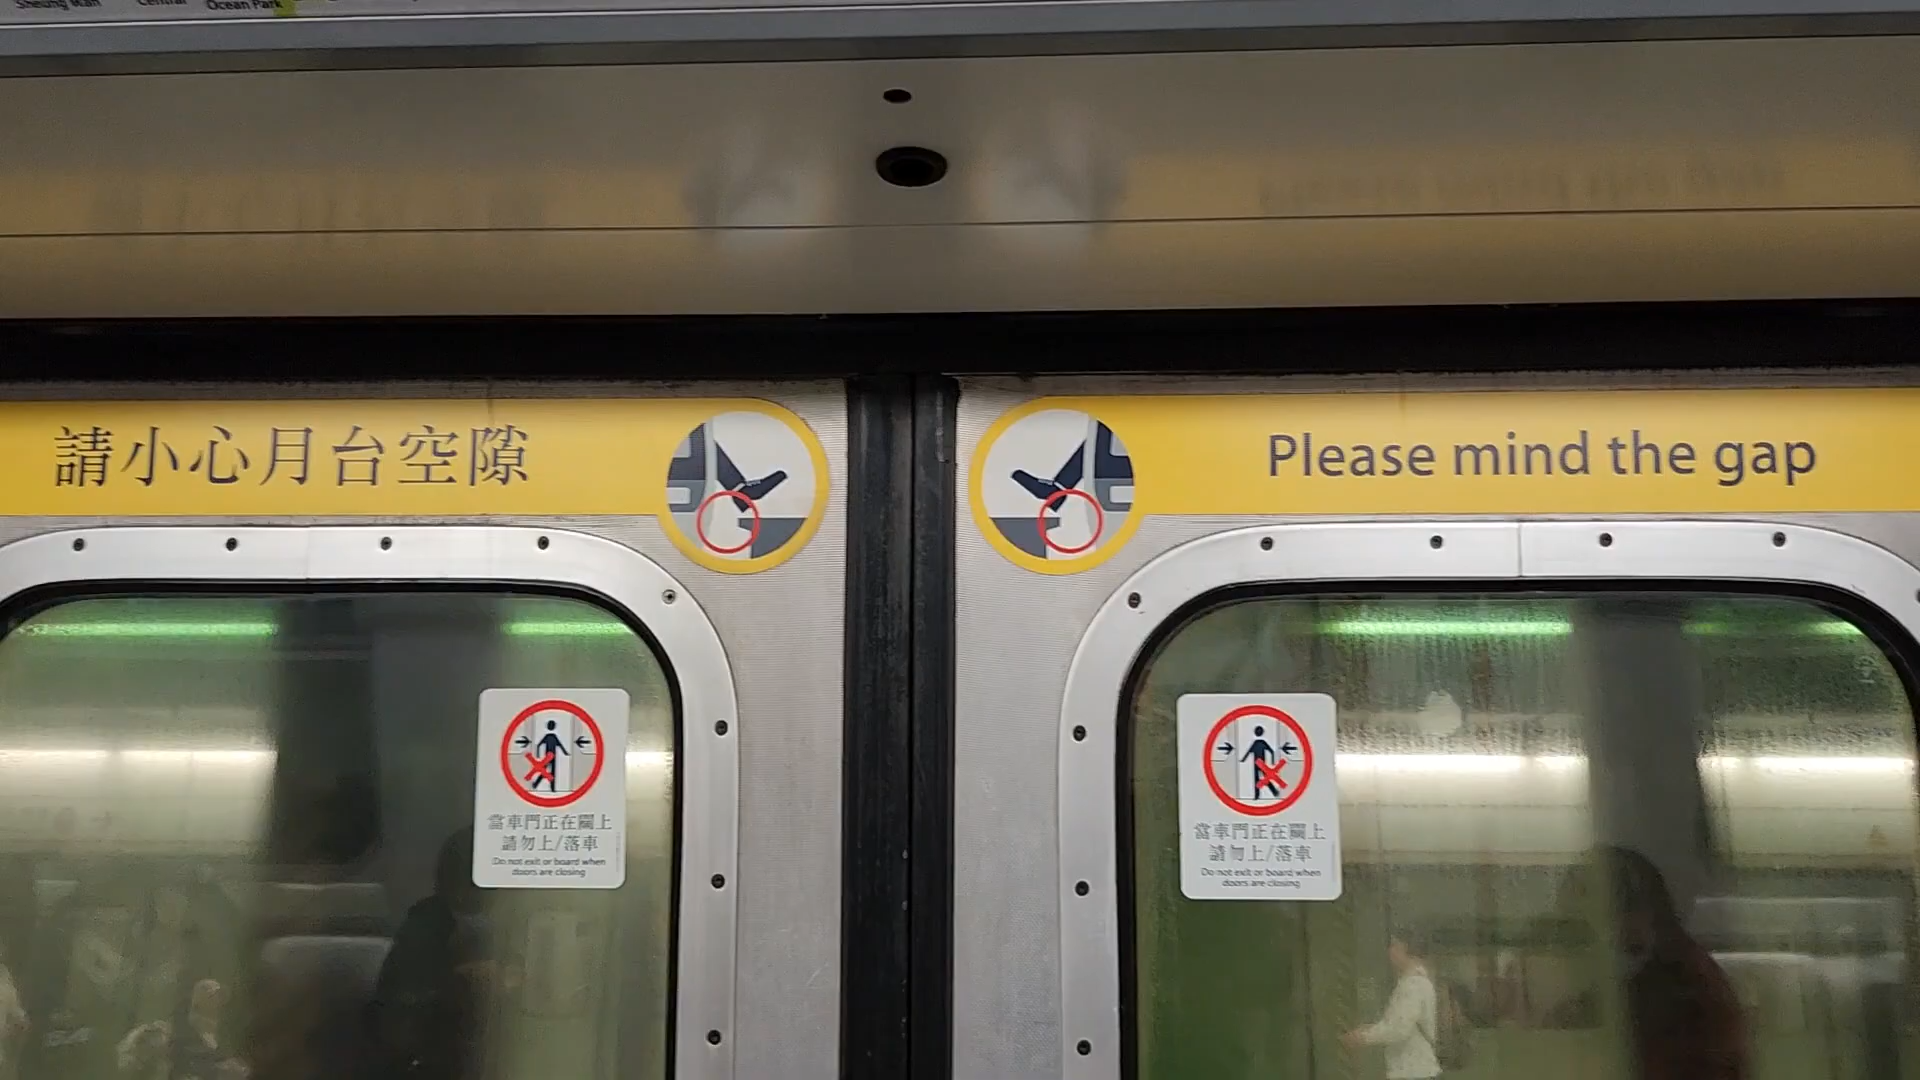 Sheung Wan
Central
Ocean Park
請小心月台空隙
Please mind the gap
當車門正在關上
請勿上/落車
Do not exit or board when
doors are closing
當車門正在關上
請勿上/落車
Do not exit or board when
doors are closing